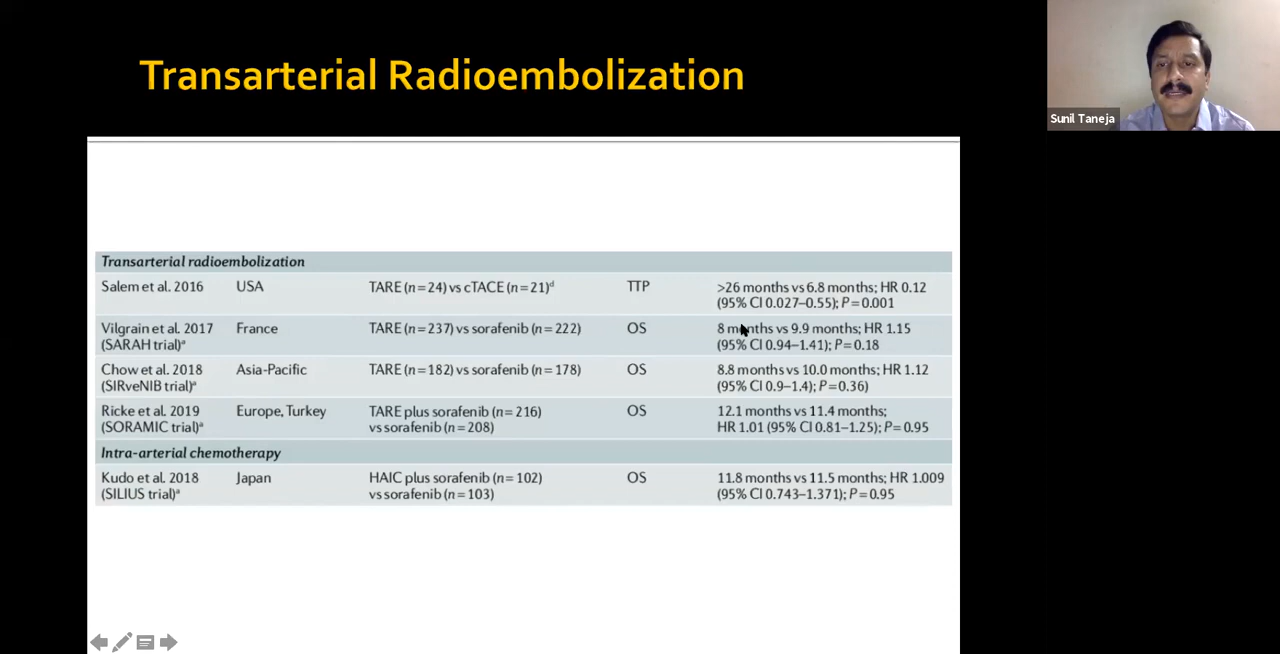 Transarterial Radioembolization
Sunil Taneja
Transarterial radioembolization
Salem et al. 2016 USA TARE (n=24) vs cTACE (n=21)ᵈ TTP >26 months vs 6.8 months; HR 0.12
(95% CI 0.027–0.55); P=0.001
Vilgrain et al. 2017 France TARE (n=237) vs sorafenib (n=222) OS 8 months vs 9.9 months; HR 1.15
(SARAH trial)ᵃ (95% CI 0.94–1.41); P=0.18
Chow et al. 2018 Asia-Pacific TARE (n=182) vs sorafenib (n=178) OS 8.8 months vs 10.0 months; HR 1.12
(SIRveNIB trial)ᵃ (95% CI 0.9–1.4; P=0.36)
Ricke et al. 2019 Europe, Turkey TARE plus sorafenib (n=216) OS 12.1 months vs 11.4 months;
(SORAMIC trial)ᵃ vs sorafenib (n=208) HR 1.01 (95% CI 0.81–1.25); P=0.95
Intra-arterial chemotherapy
Kudo et al. 2018 Japan HAIC plus sorafenib (n=102) OS 11.8 months vs 11.5 months; HR 1.009
(SILIUS trial)ᵃ vs sorafenib (n=103) (95% CI 0.743–1.371); P=0.95